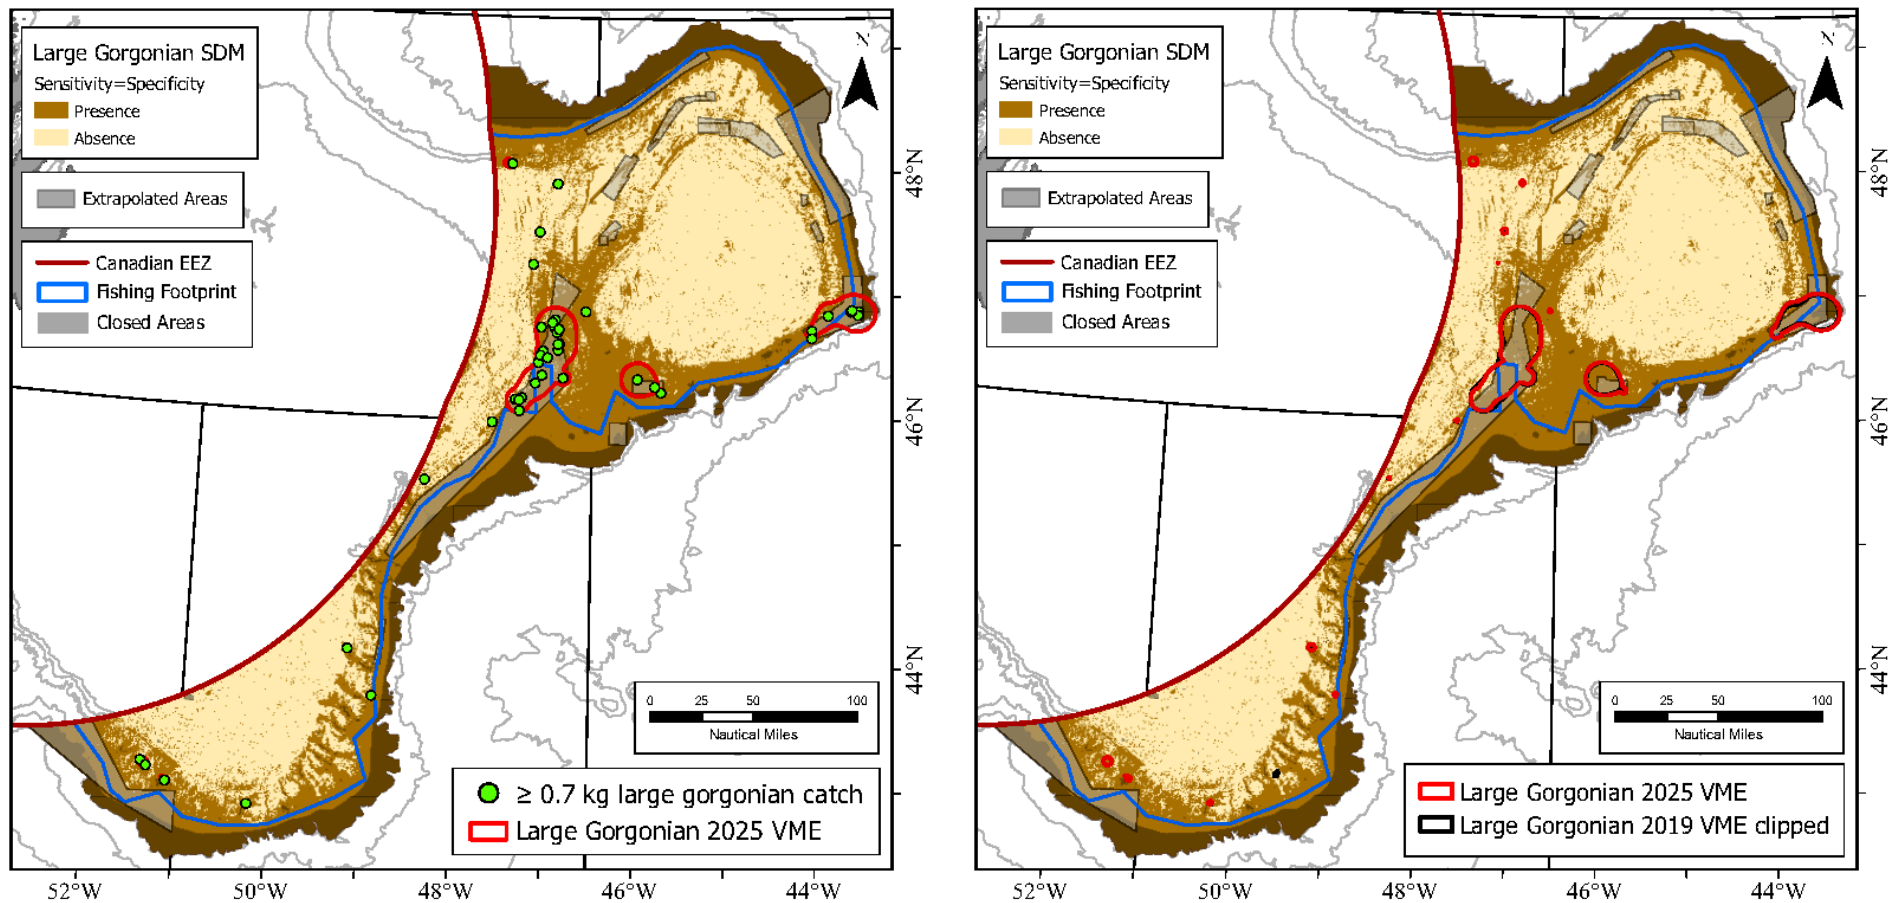 Large Gorgonian SDM
Sensitivity=Specificity
Presence
Absence
Extrapolated Areas
Canadian EEZ
Fishing Footprint
Closed Areas
48°N
46°N
44°N
0 25 50 100
Nautical Miles
≥ 0.7 kg large gorgonian catch
Large Gorgonian 2025 VME
52°W 50°W 48°W 46°W 44°W
Large Gorgonian SDM
Sensitivity=Specificity
Presence
Absence
Extrapolated Areas
Canadian EEZ
Fishing Footprint
Closed Areas
48°N
46°N
44°N
0 25 50 100
Nautical Miles
Large Gorgonian 2025 VME
Large Gorgonian 2019 VME clipped
52°W 50°W 48°W 46°W 44°W